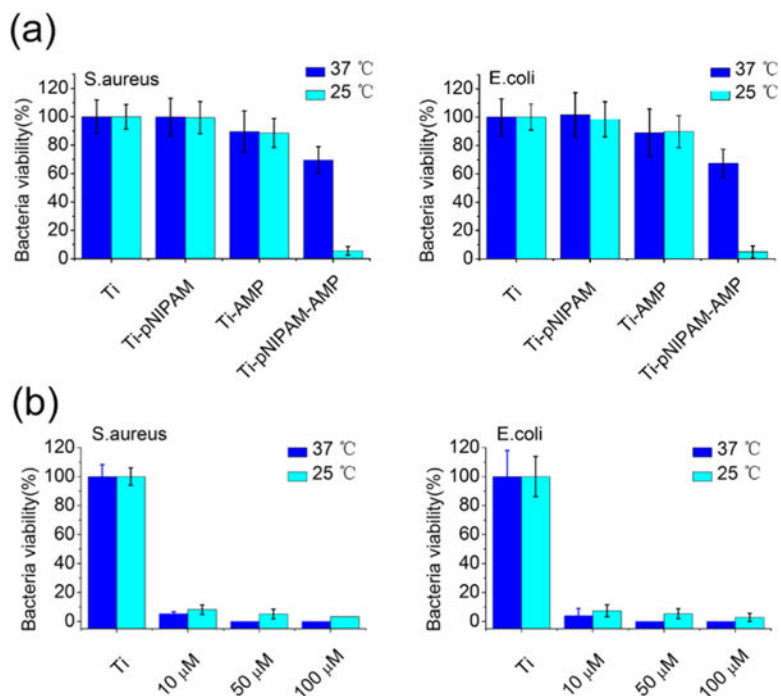 (a)
S.aureus
37 ℃
25 ℃
Bacteria viability(%)
120
100
80
60
40
20
0
Ti
Ti-pNIPAM
Ti-AMP
Ti-pNIPAM-AMP
E.coli
37 ℃
25 ℃
Bacteria viability(%)
120
100
80
60
40
20
0
Ti
Ti-pNIPAM
Ti-AMP
Ti-pNIPAM-AMP
(b)
S.aureus
37 ℃
25 ℃
Bacteria viability(%)
120
100
80
60
40
20
0
Ti
10 μM
50 μM
100 μM
E.coli
37 ℃
25 ℃
Bacteria viability(%)
120
100
80
60
40
20
0
Ti
10 μM
50 μM
100 μM